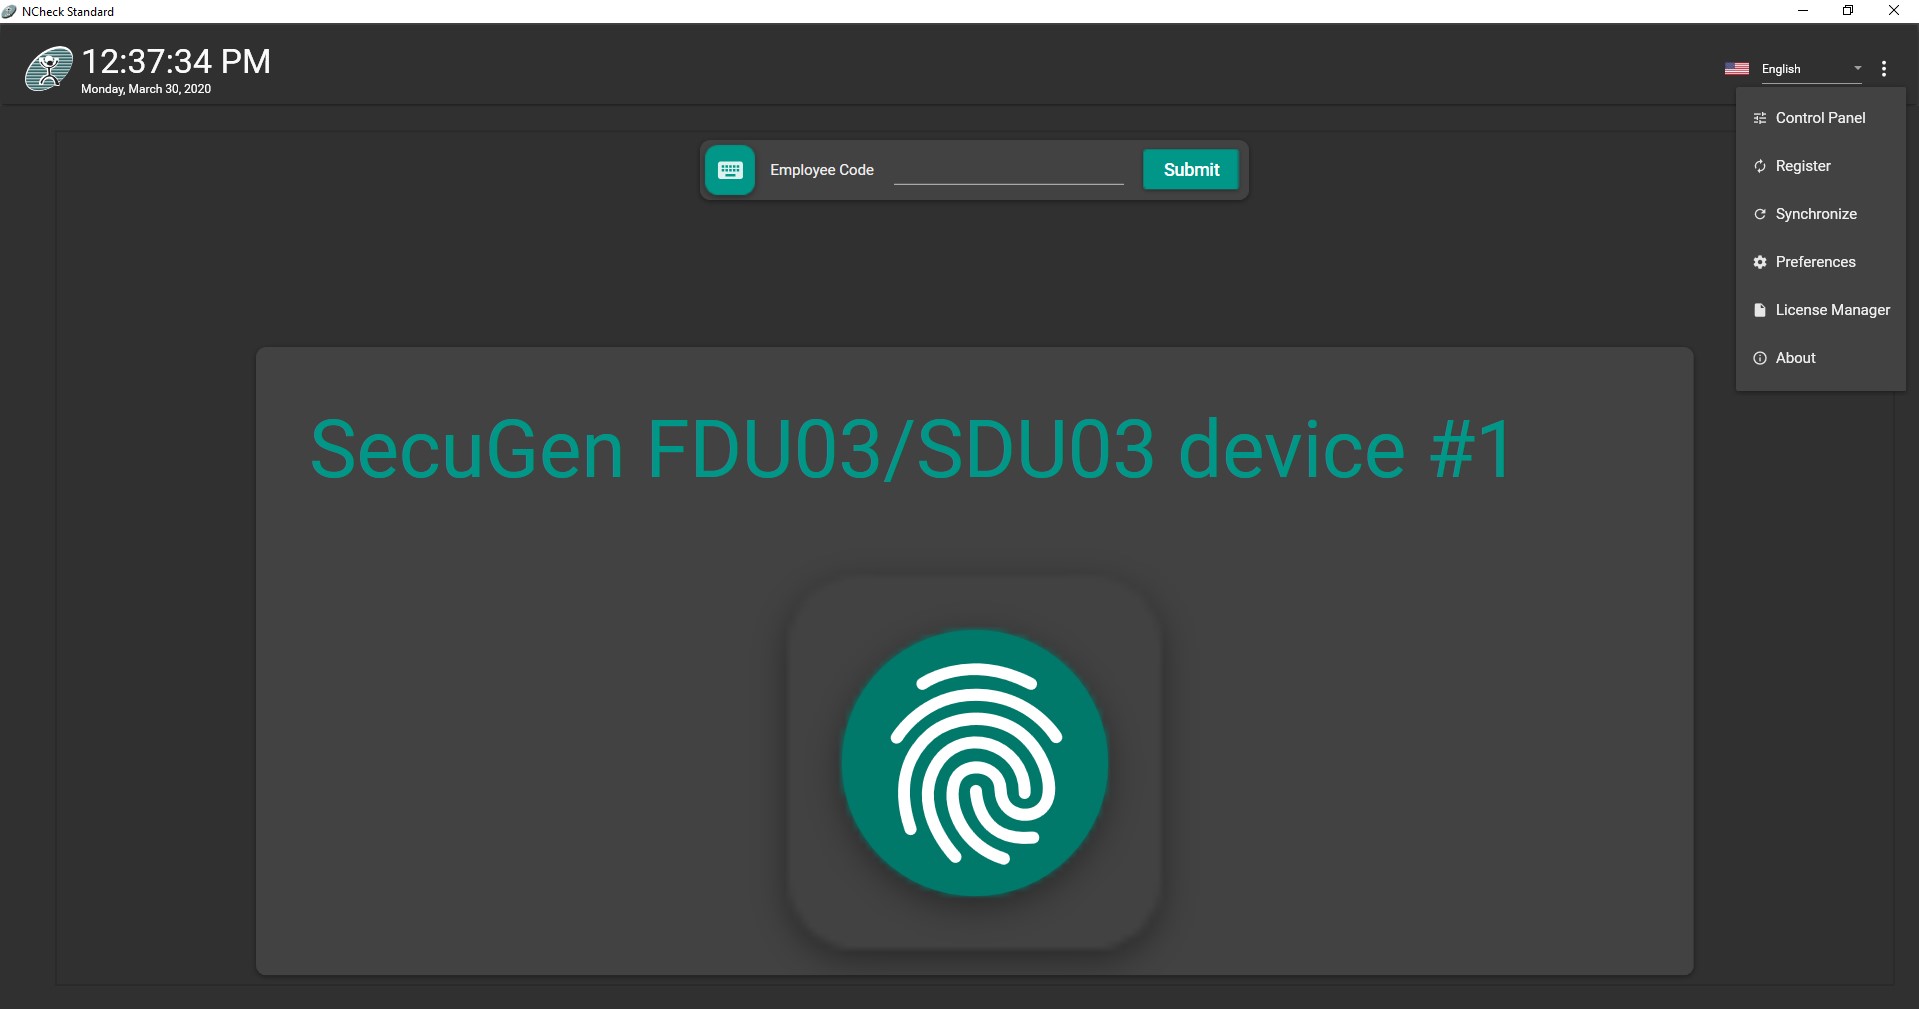 NCheck Standard
12:37:34 PM
Monday, March 30, 2020
English
Control Panel
Register
Synchronize
Preferences
License Manager
About
Employee Code
Submit
SecuGen FDU03/SDU03 device #1